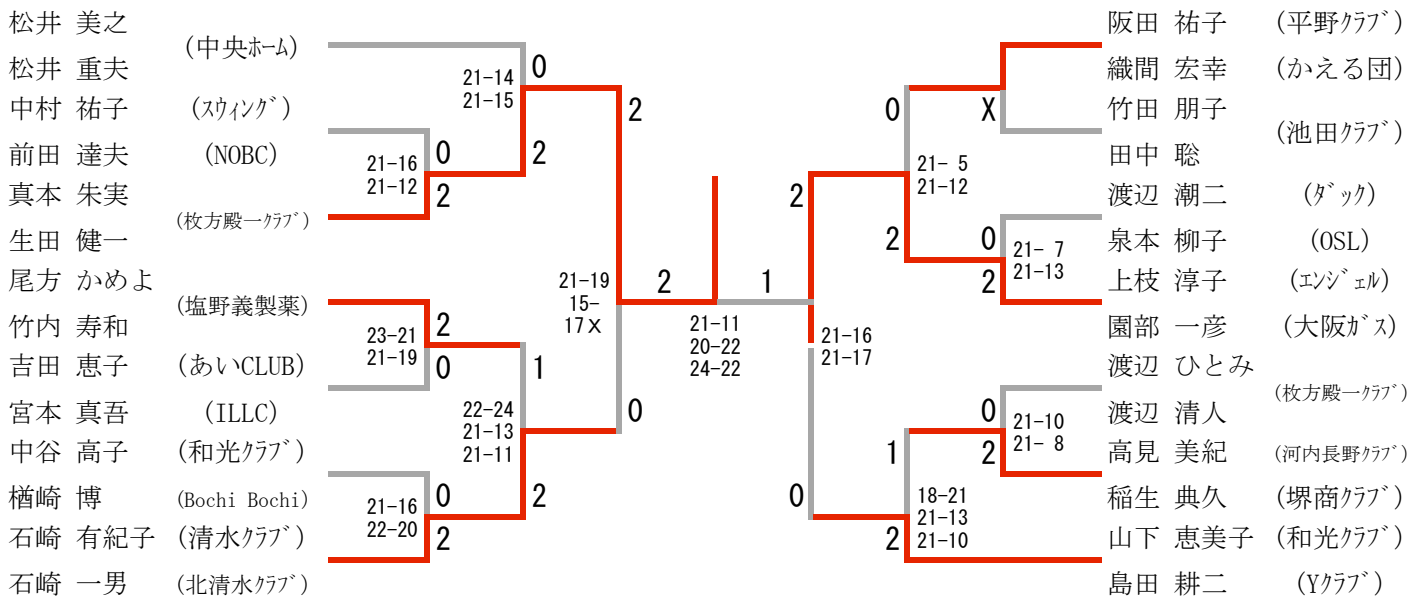 松井 美之
(中央ホーム)
松井 重夫
中村 祐子 (スウィング)
前田 達夫 (NOBC)
真本 朱実
(枚方殿一クラブ)
生田 健一
尾方 かめよ
(塩野義製薬)
竹内 寿和
吉田 恵子 (あいCLUB)
宮本 真吾 (ILLC)
中谷 高子 (和光クラブ)
楢崎 博 (Bochi Bochi)
石崎 有紀子 (清水クラブ)
石崎 一男 (北清水クラブ)
21-14
21-15
0
2
21-16
21-12
0
2
23-21
21-19
2
0
22-24
21-13
21-11
1
2
21-16
22-20
0
2
2
21-19
15-
17X
0
2
21-11
20-22
24-22
1
2
21-16
21-17
0
0
21- 5
21-12
2
X
0
21- 7
21-13
2
0
21-10
21- 8
2
1
18-21
21-13
21-10
2
阪田 祐子 (平野クラブ)
織間 宏幸 (かえる団)
竹田 朋子
(池田クラブ)
田中 聡
渡辺 潮二 (ダック)
泉本 柳子 (OSL)
上枝 淳子 (エンジェル)
園部 一彦 (大阪ガス)
渡辺 ひとみ
(枚方殿一クラブ)
渡辺 清人
高見 美紀 (河内長野クラブ)
稲生 典久 (堺商クラブ)
山下 恵美子 (和光クラブ)
島田 耕二 (Yクラブ)